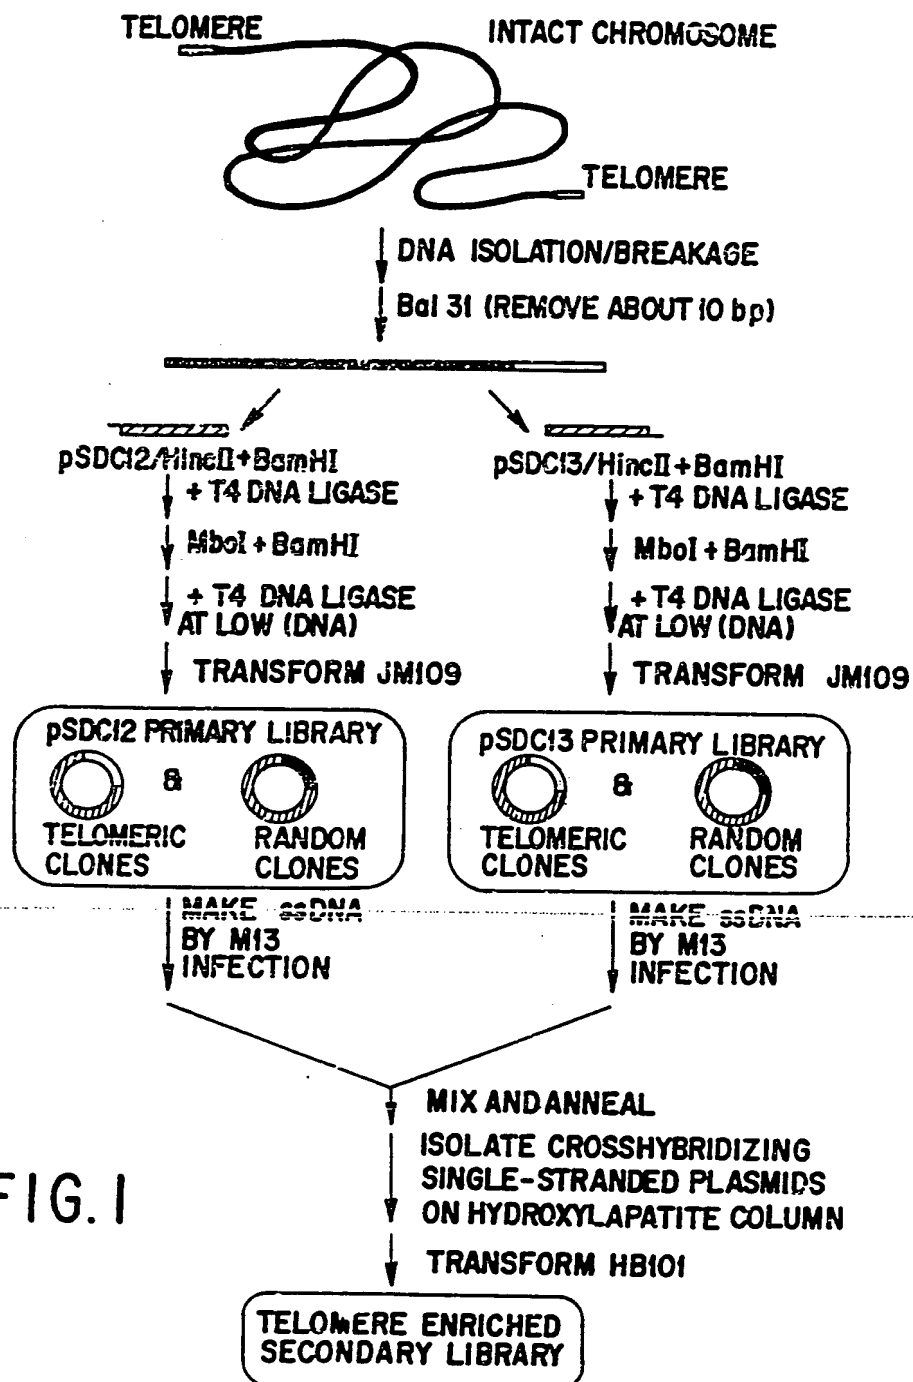 TELOMERE
INTACT CHROMOSOME
TELOMERE
DNA ISOLATION/BREAKAGE
Bal 31 (REMOVE ABOUT 10 bp)
pSDC12/HincII+BamHI
+ T4 DNA LIGASE
MboI + BamHI
+ T4 DNA LIGASE
AT LOW (DNA)
TRANSFORM JM109
pSDC13/HincII+BamHI
+ T4 DNA LIGASE
MboI + BamHI
+ T4 DNA LIGASE
AT LOW (DNA)
TRANSFORM JM109
pSDC12 PRIMARY LIBRARY
&
TELOMERIC
CLONES
RANDOM
CLONES
pSDC13 PRIMARY LIBRARY
&
TELOMERIC
CLONES
RANDOM
CLONES
MAKE ssDNA
BY M13
INFECTION
MAKE ssDNA
BY M13
INFECTION
MIX AND ANNEAL
ISOLATE CROSSHYBRIDIZING
SINGLE-STRANDED PLASMIDS
ON HYDROXYLAPATITE COLUMN
TRANSFORM HB101
TELOMERE ENRICHED
SECONDARY LIBRARY
FIG. 1